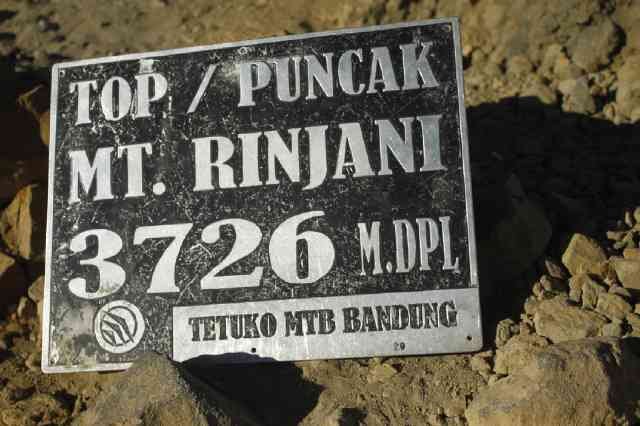 TOP / PUNCAK
MT. RINJANI
3726 M.DPL
TETUKO MTB BANDUNG